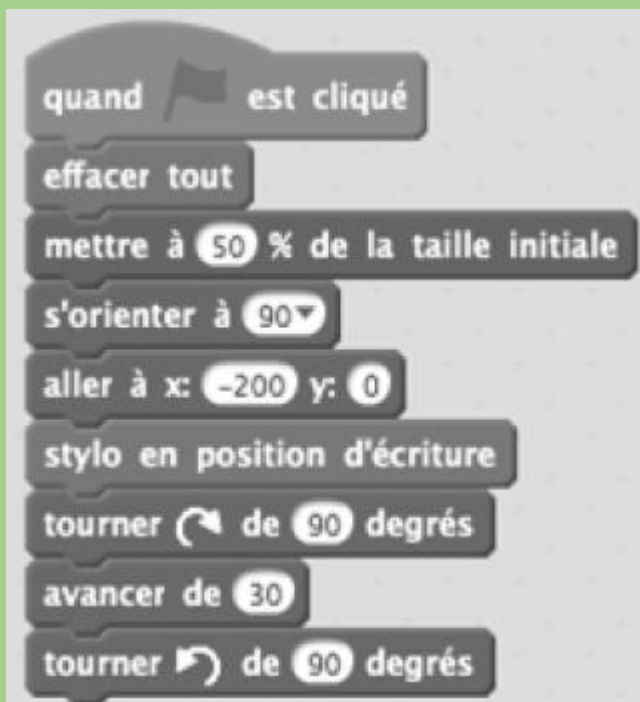 quand est cliqué
effacer tout
mettre à 50 % de la taille initiale
s'orienter à 90
aller à x: -200 y: 0
stylo en position d'écriture
tourner de 90 degrés
avancer de 30
tourner de 90 degrés